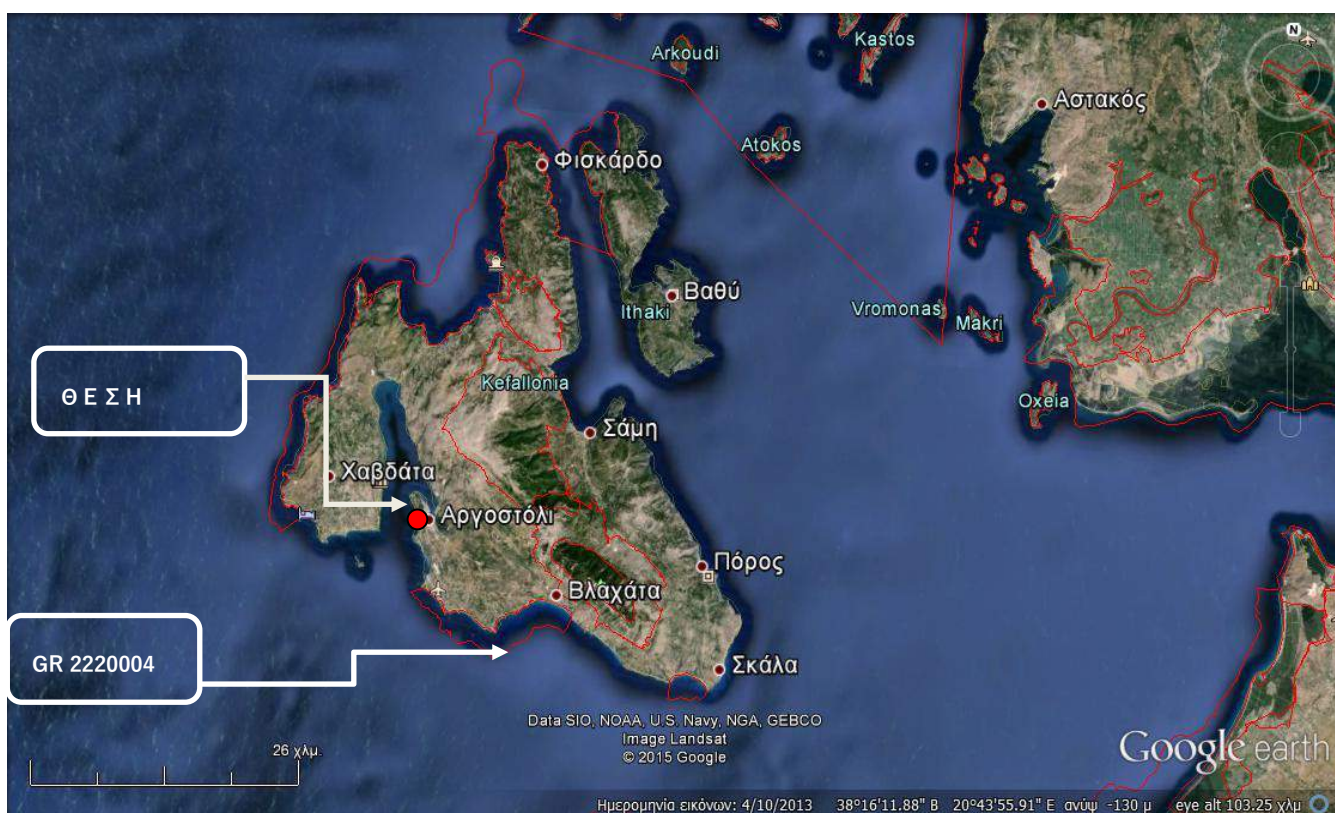 Arkoudi
Kastos
N
Αστακός
Atokos
Φισκάρδο
Βαθύ
Ithaki
Vromonas
Makri
Kefallonia
Oxeia
ΘΕΣΗ
Σάμη
Χαβδάτα
Αργοστόλι
Πόρος
Βλαχάτα
GR 2220004
Σκάλα
Data SIO, NOAA, U.S. Navy, NGA, GEBCO
Image Landsat
© 2015 Google
26 χλμ.
Google earth
Ημερομηνία εικόνων: 4/10/2013 38°16'11.88" Β 20°43'55.91" Ε ανύψ -130 μ eye alt 103.25 χλμ